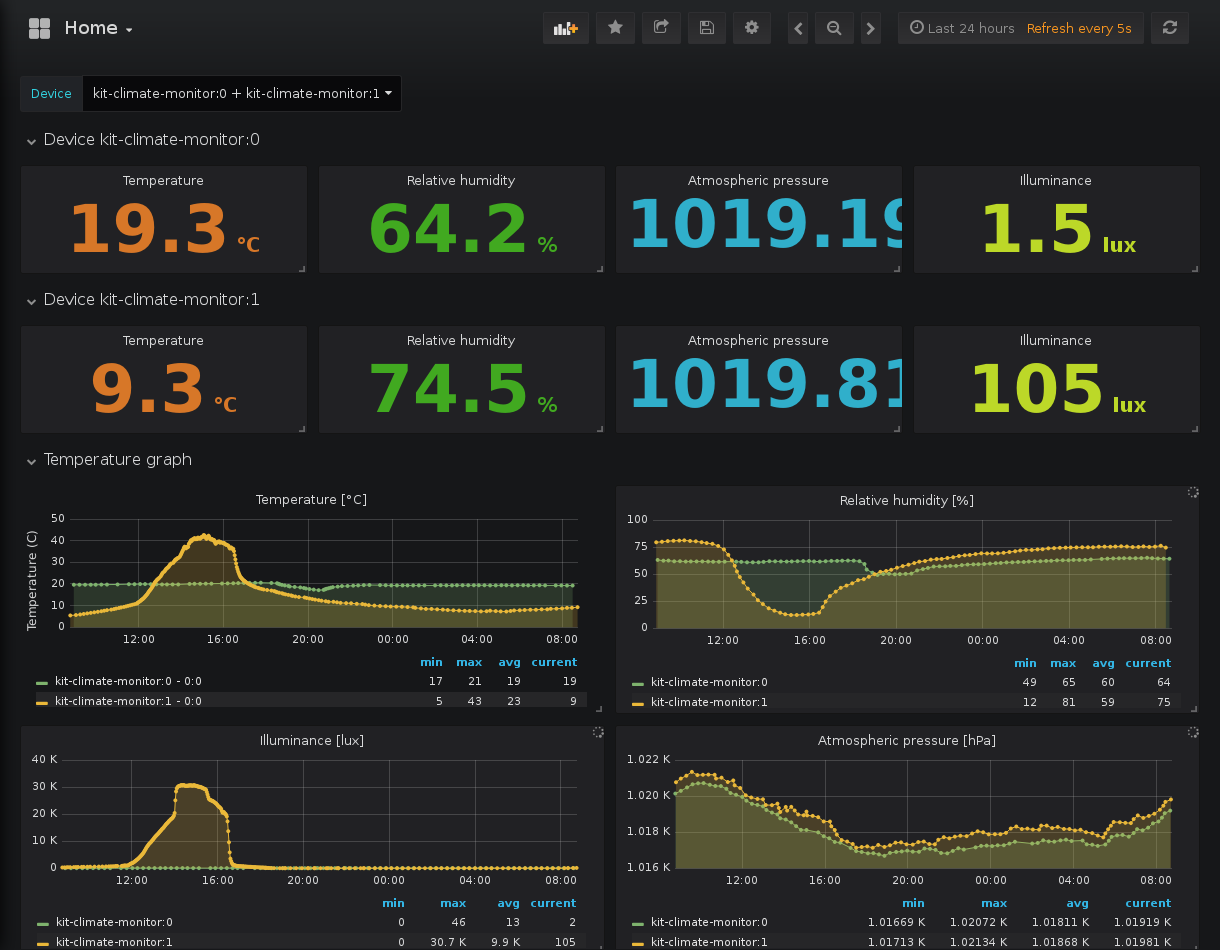 Home
Last 24 hours Refresh every 5s
Device kit-climate-monitor:0 + kit-climate-monitor:1
Device kit-climate-monitor:0
Temperature Relative humidity Atmospheric pressure Illuminance
19.3 °C 64.2 % 1019.19 1.5 lux
Device kit-climate-monitor:1
Temperature Relative humidity Atmospheric pressure Illuminance
9.3 °C 74.5 % 1019.81 105 lux
Temperature graph
Temperature [°C]
Temperature (C)
50
40
30
20
10
0
12:00 16:00 20:00 00:00 04:00 08:00
min max avg current
kit-climate-monitor:0 - 0:0 17 21 19 19
kit-climate-monitor:1 - 0:0 5 43 23 9
Relative humidity [%]
100
75
50
25
0
12:00 16:00 20:00 00:00 04:00 08:00
min max avg current
kit-climate-monitor:0 49 65 60 64
kit-climate-monitor:1 12 81 59 75
Illuminance [lux]
40 K
30 K
20 K
10 K
0
12:00 16:00 20:00 00:00 04:00 08:00
min max avg current
kit-climate-monitor:0 0 46 13 2
kit-climate-monitor:1 0 30.7 K 9.9 K 105
Atmospheric pressure [hPa]
1.022 K
1.020 K
1.018 K
1.016 K
12:00 16:00 20:00 00:00 04:00 08:00
min max avg current
kit-climate-monitor:0 1.01669 K 1.02072 K 1.01811 K 1.01919 K
kit-climate-monitor:1 1.01713 K 1.02134 K 1.01868 K 1.01981 K